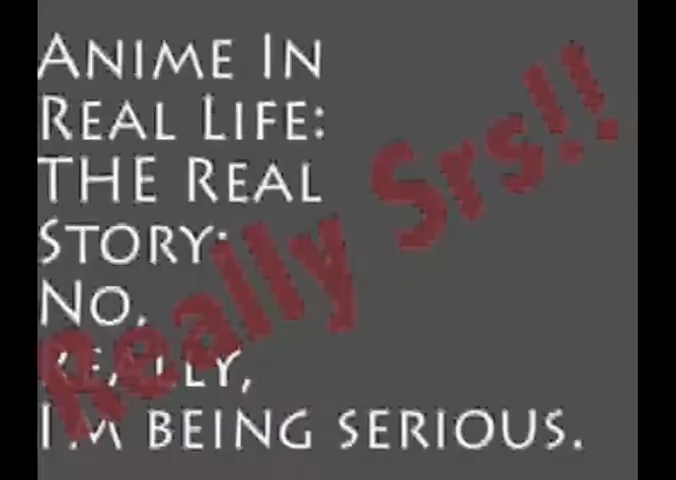 Anime In
Real Life:
THE Real
Story:
No,
Really,
I'm being serious.
Really Srs!!